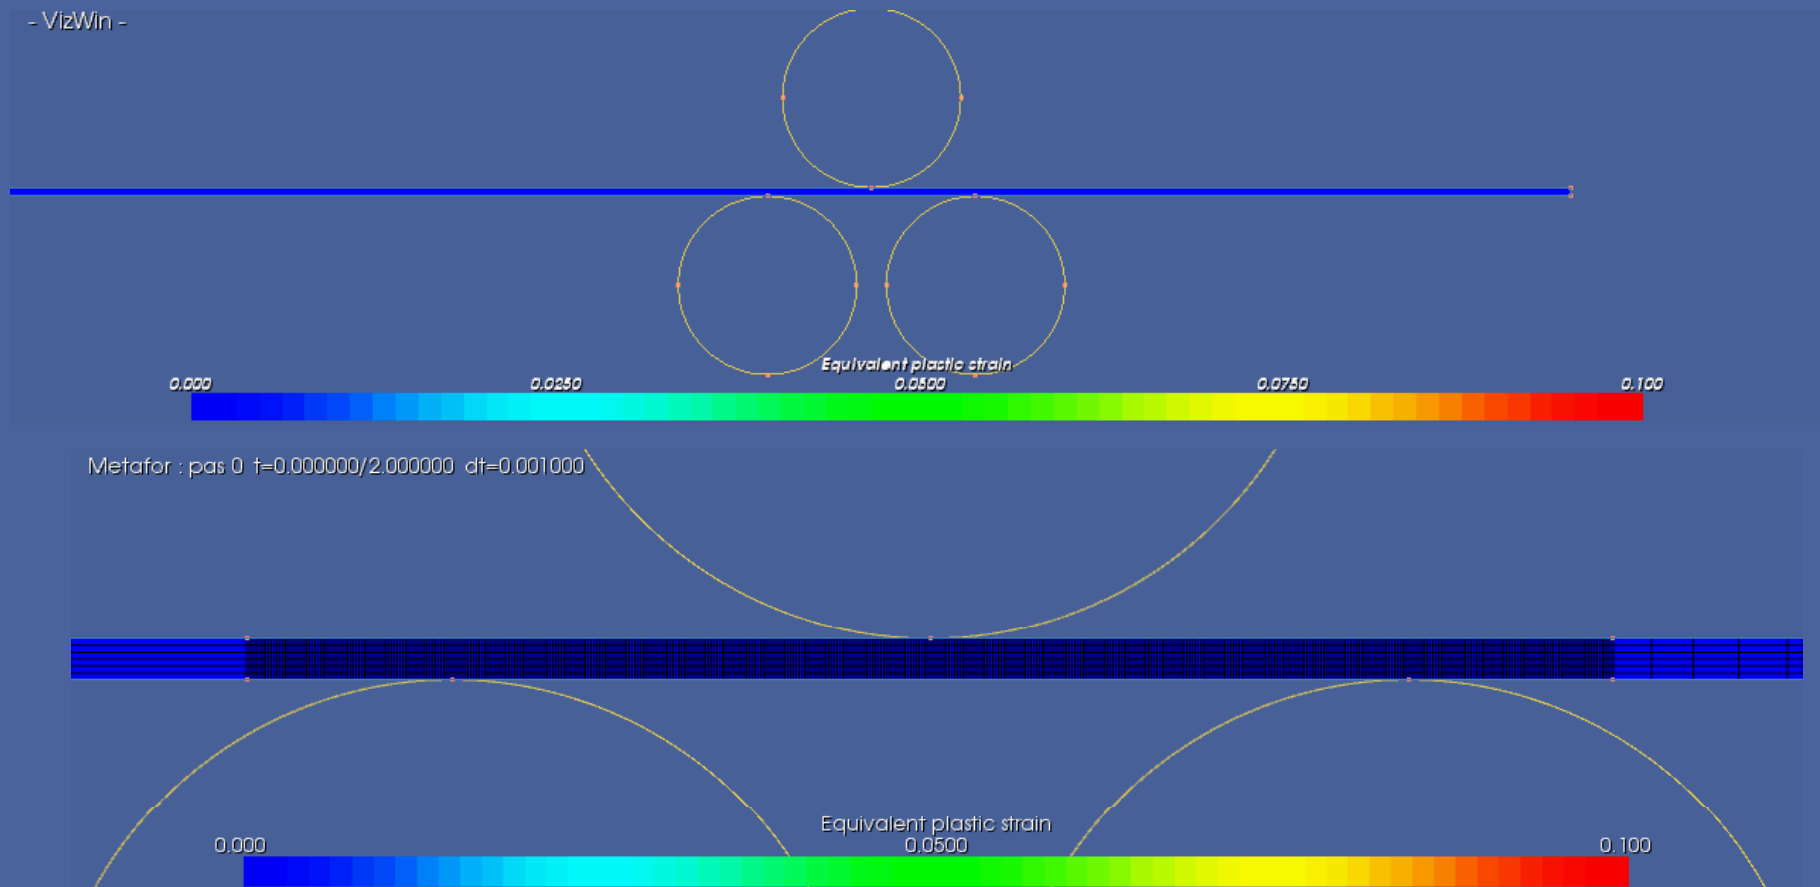 - VizWin -
Equivalent plastic strain
0.000 0.0250 0.0500 0.0750 0.100
Metafor : pas 0 t=0.000000/2.000000 dt=0.001000
Equivalent plastic strain
0.000 0.0500 0.100